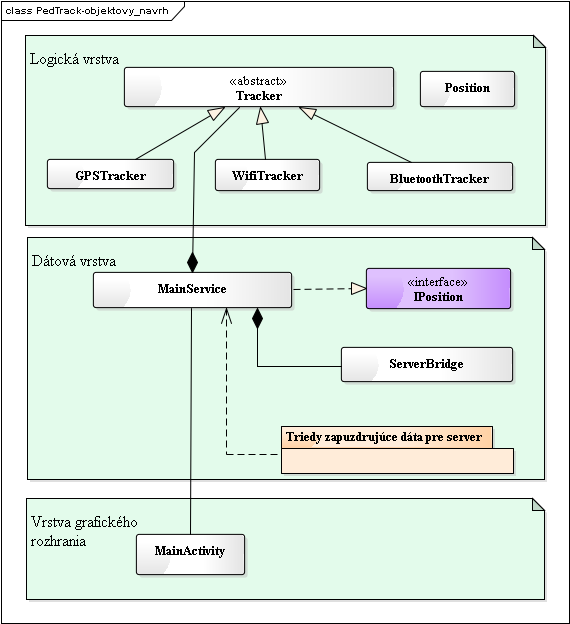 class PedTrack-objektovy_navrh
Logická vrstva
«abstract»
Tracker
Position
GPSTracker
WifiTracker
BluetoothTracker
Dátová vrstva
MainService
«interface»
IPosition
ServerBridge
Triedy zapuzdrujúce dáta pre server
Vrstva grafického
rozhrania
MainActivity